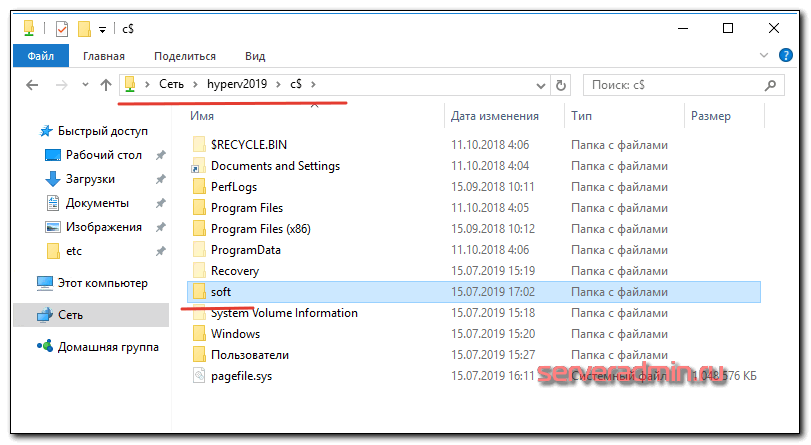 c$
Файл Главная Поделиться Вид
Сеть hyperv2019 c$ Поиск: c$
Имя Дата изменения Тип Размер
Быстрый доступ
Рабочий стол
Загрузки
Документы
Изображения
etc
Этот компьютер
Сеть
Домашняя группа
$RECYCLE.BIN 11.10.2018 4:06 Папка с файлами
Documents and Settings 11.10.2018 4:04 Папка с файлами
PerfLogs 15.09.2018 10:11 Папка с файлами
Program Files 11.10.2018 4:05 Папка с файлами
Program Files (x86) 15.09.2018 10:12 Папка с файлами
ProgramData 11.10.2018 4:06 Папка с файлами
Recovery 15.07.2019 15:19 Папка с файлами
soft 15.07.2019 17:02 Папка с файлами
System Volume Information 15.07.2019 15:18 Папка с файлами
Windows 15.07.2019 15:20 Папка с файлами
Пользователи 15.07.2019 15:27 Папка с файлами
pagefile.sys 15.07.2019 16:11 Системный файл 1 048 576 КБ
serveradmin.ru